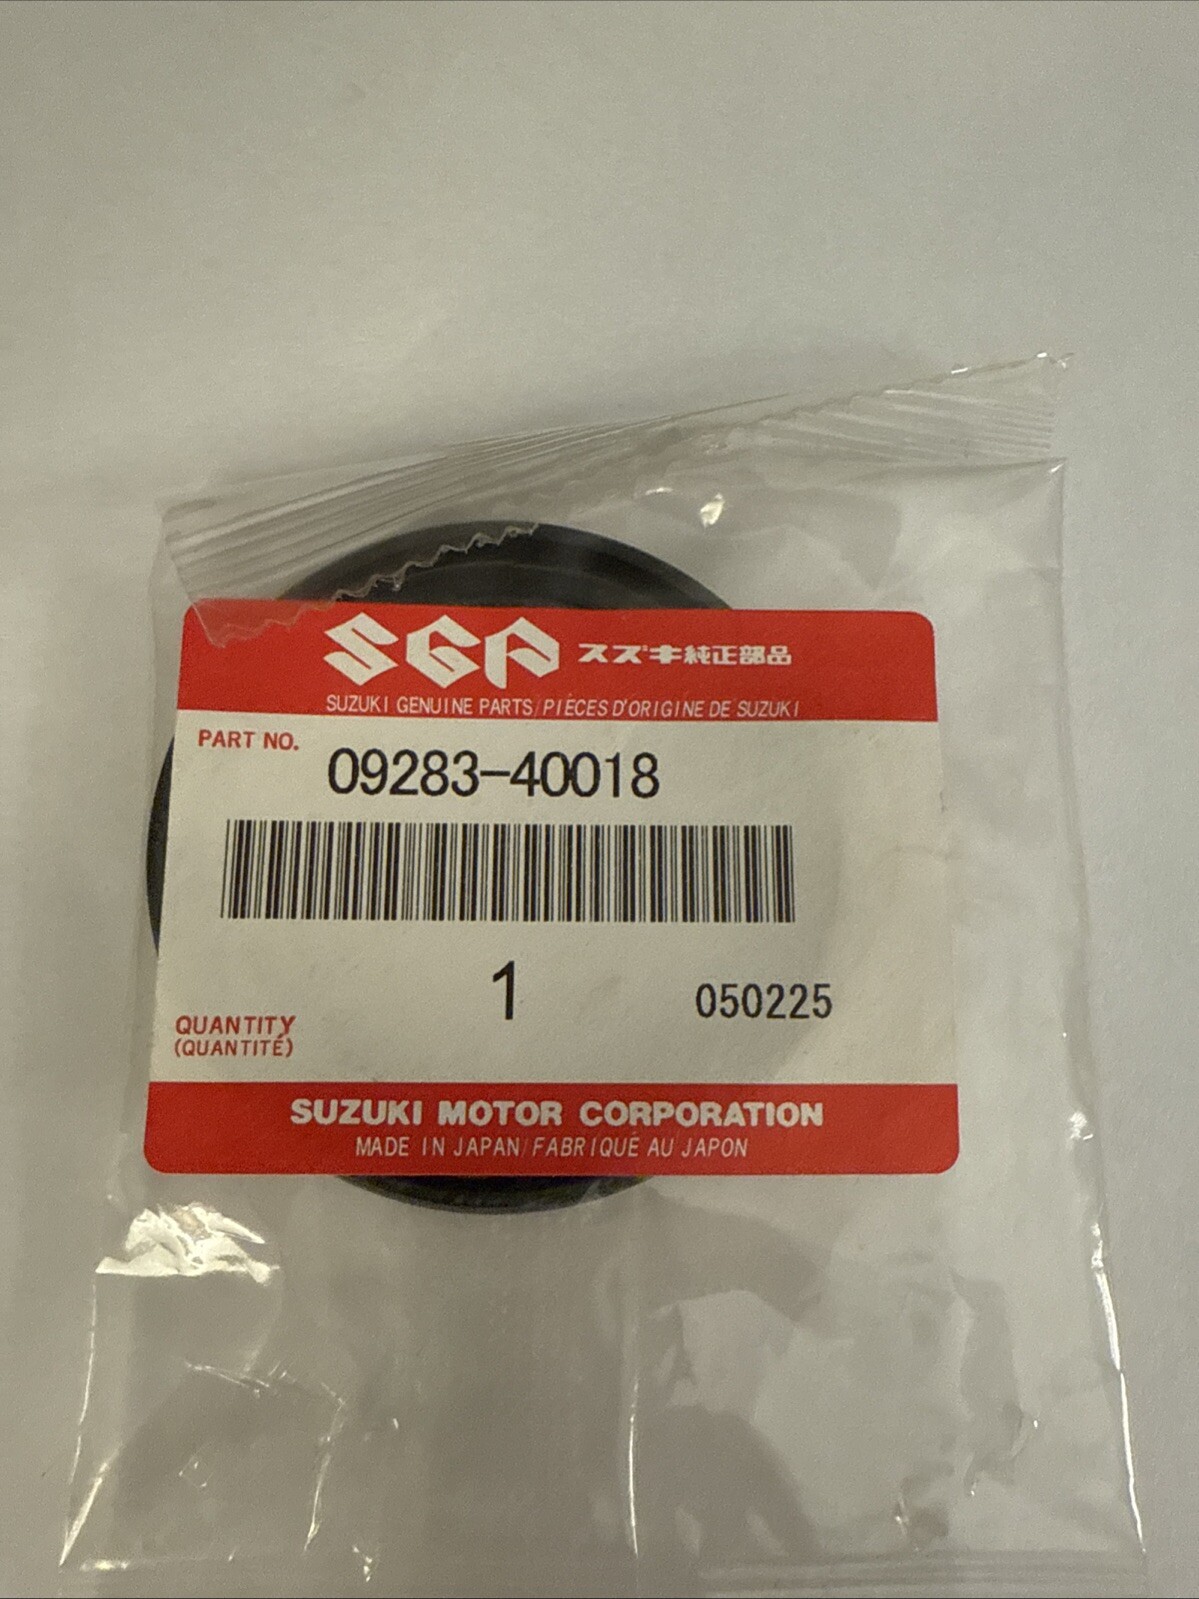 SGP スズキ純正部品
SUZUKI GENUINE PARTS/PIÈCES D'ORIGINE DE SUZUKI
PART NO. 09283-40018
1 050225
QUANTITY
(QUANTITÉ)
SUZUKI MOTOR CORPORATION
MADE IN JAPAN/FABRIQUÉ AU JAPON